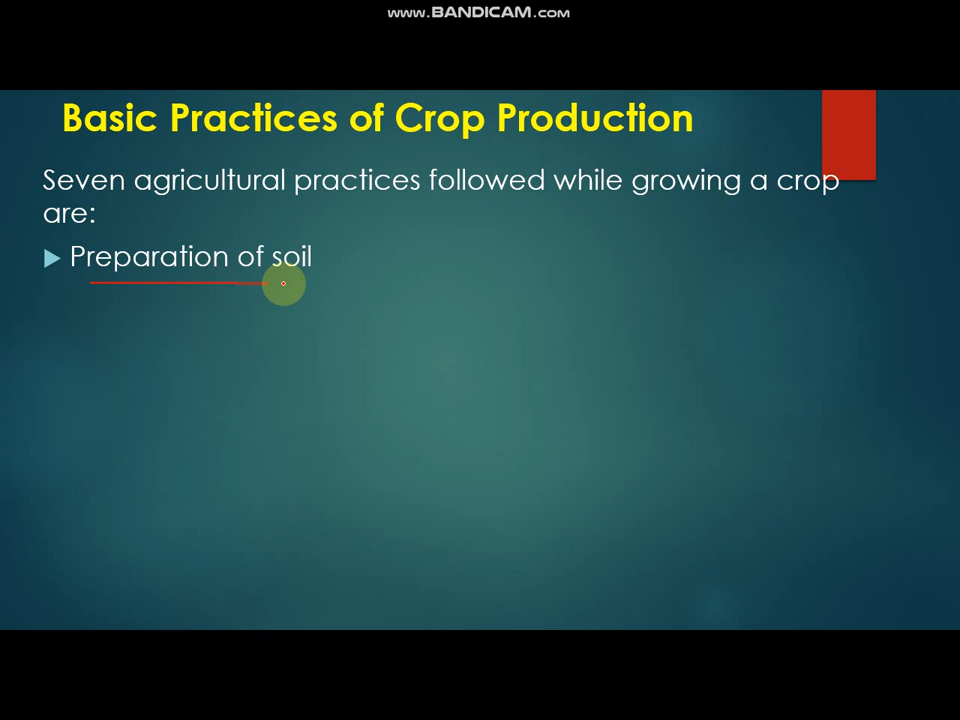 www.BANDICAM.com
Basic Practices of Crop Production
Seven agricultural practices followed while growing a crop
are:
Preparation of soil